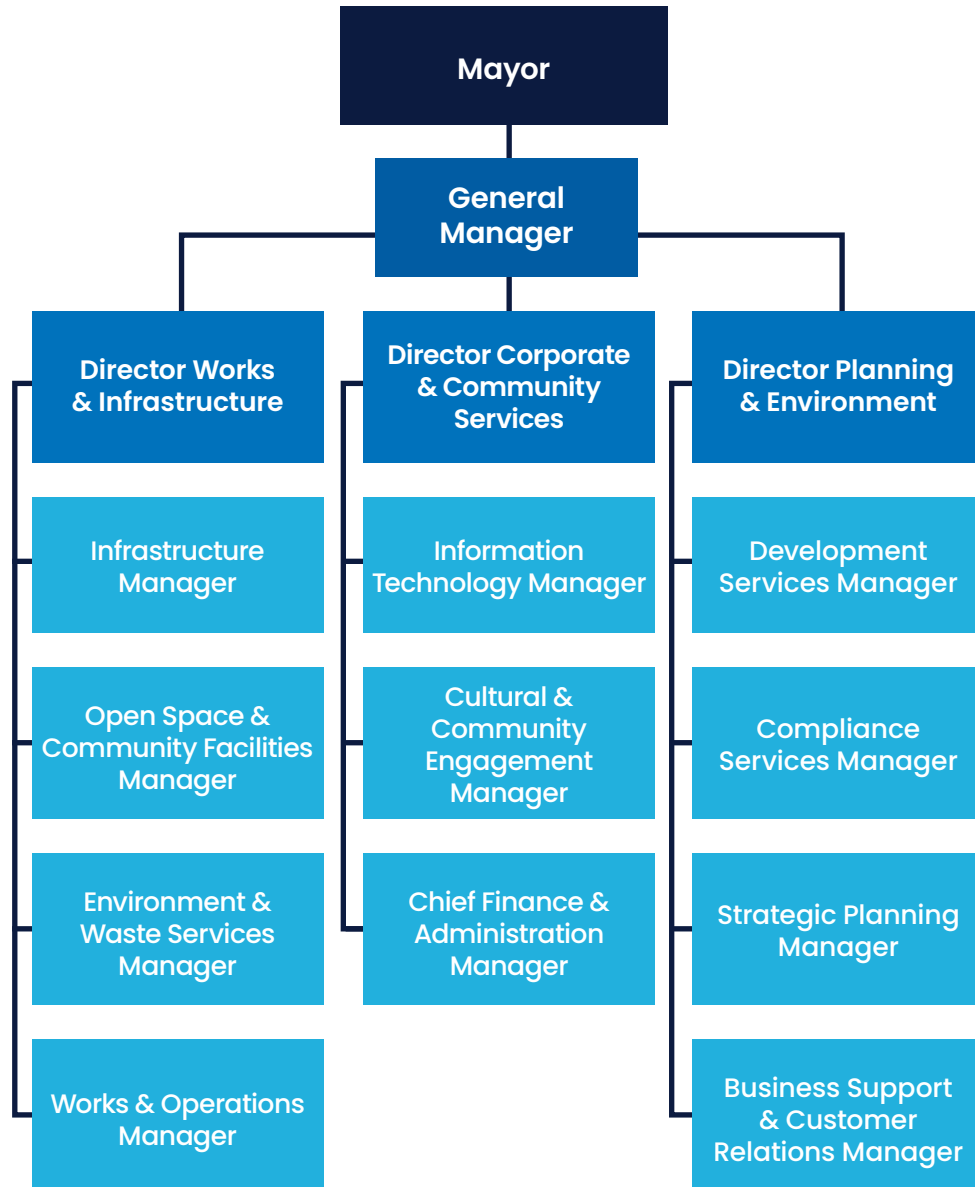 Mayor
General
Manager
Director Works
& Infrastructure
Infrastructure
Manager
Open Space &
Community Facilities
Manager
Environment &
Waste Services
Manager
Works & Operations
Manager
Director Corporate
& Community
Services
Information
Technology Manager
Cultural &
Community
Engagement
Manager
Chief Finance &
Administration
Manager
Director Planning
& Environment
Development
Services Manager
Compliance
Services Manager
Strategic Planning
Manager
Business Support
& Customer
Relations Manager